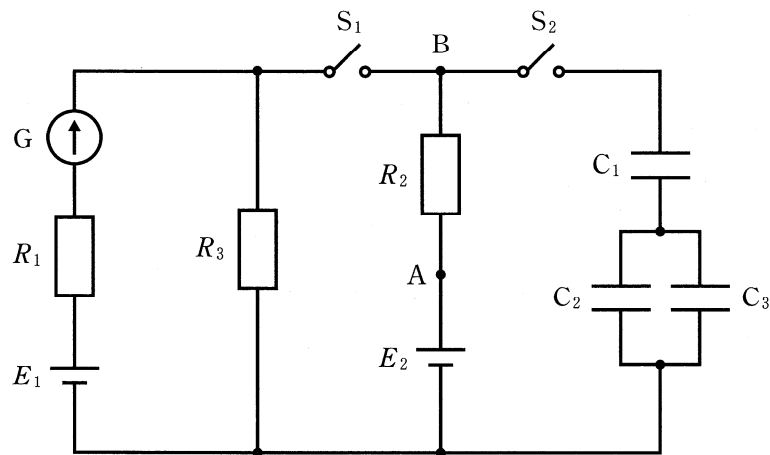 S₁
B
S₂
G
C₁
R₂
R₁
R₃
A
C₂
C₃
E₁
E₂